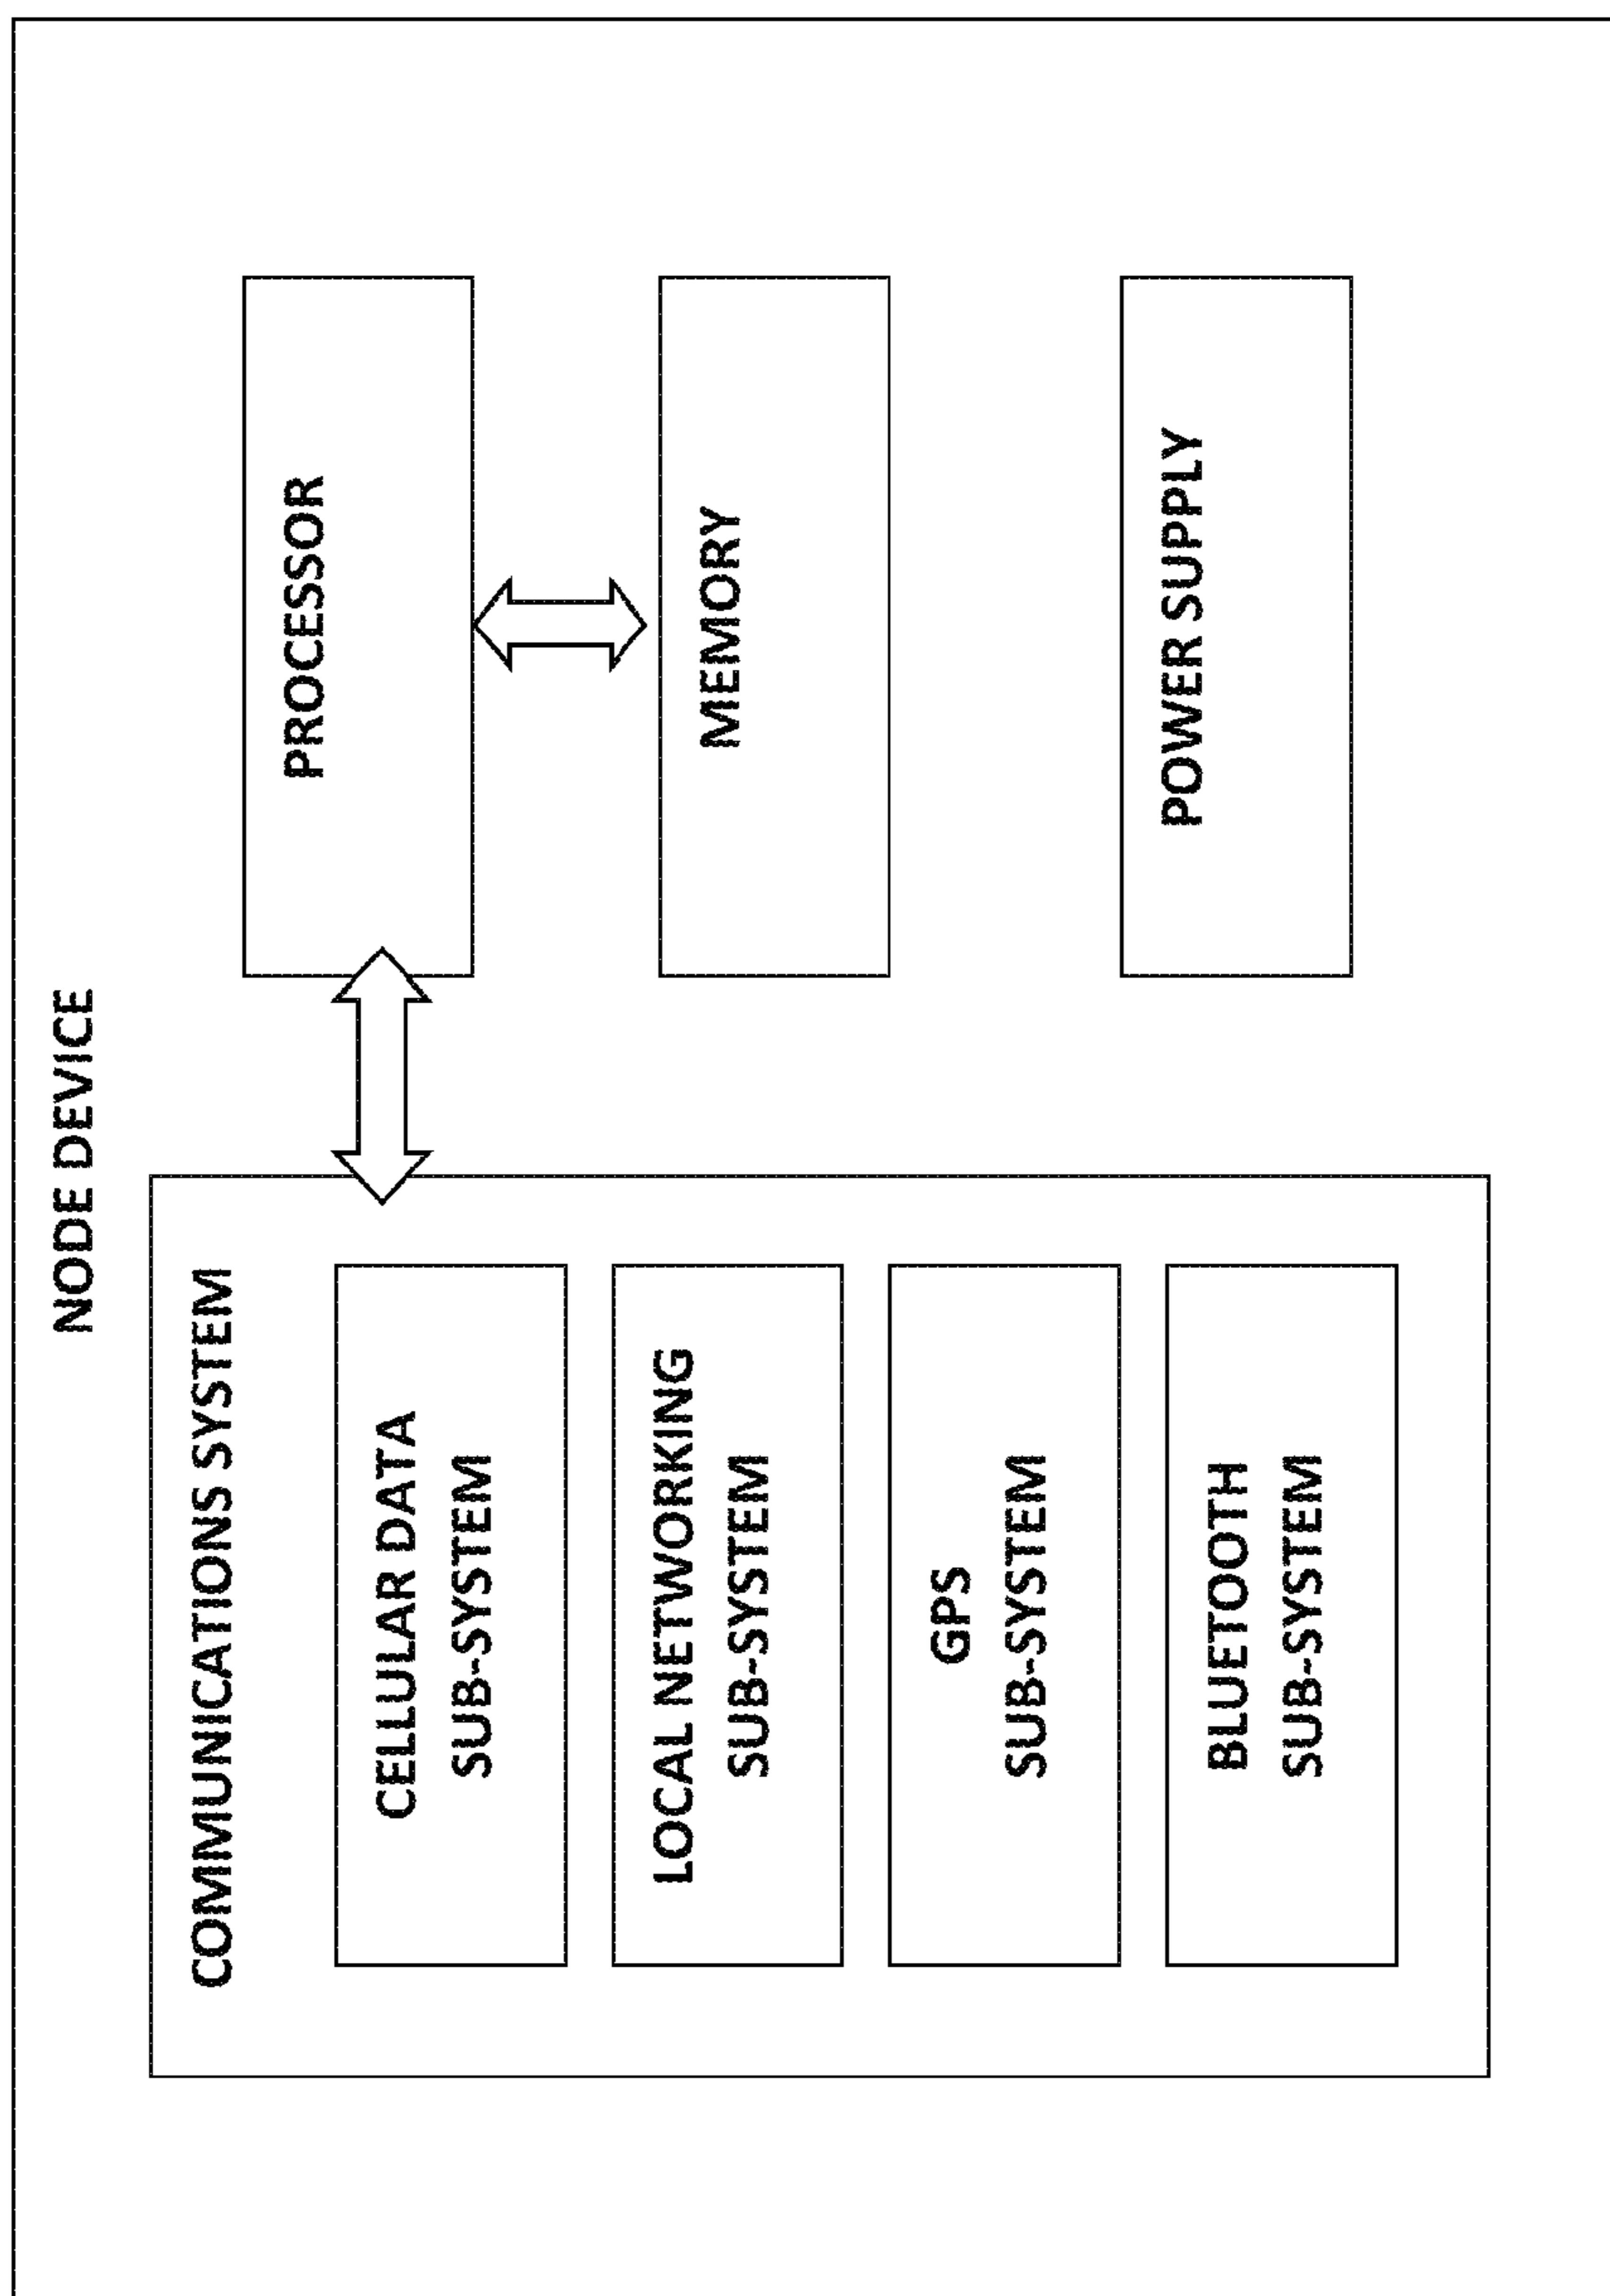 NODE DEVICE
COMMUNICATIONS SYSTEM
CELLULAR DATA
SUB-SYSTEM
LOCAL NETWORKING
SUB-SYSTEM
GPS
SUB-SYSTEM
BLUETOOTH
SUB-SYSTEM
PROCESSOR
MEMORY
POWER SUPPLY